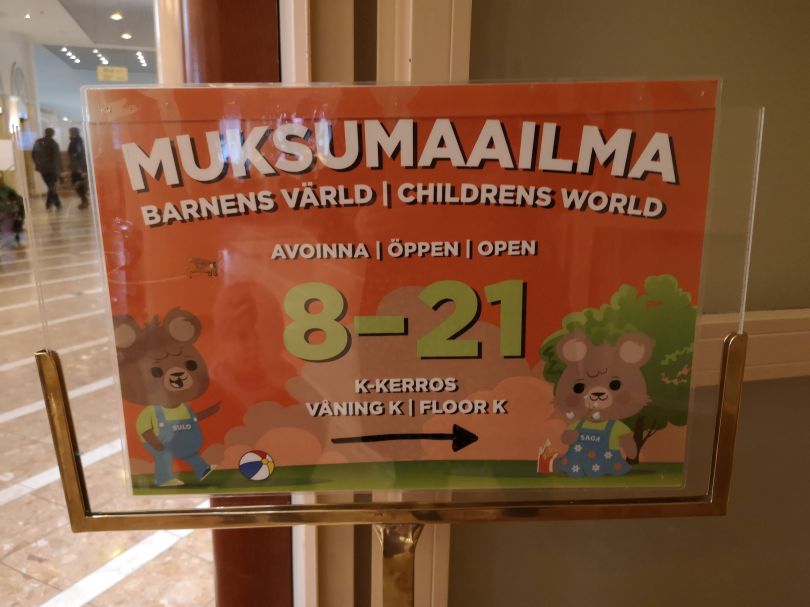 MUKSUMAAILMA
BARNENS VÄRLD | CHILDRENS WORLD
AVOINNA | ÖPPEN | OPEN
8–21
K-KERROS
VÅNING K | FLOOR K
SULO
SAGA